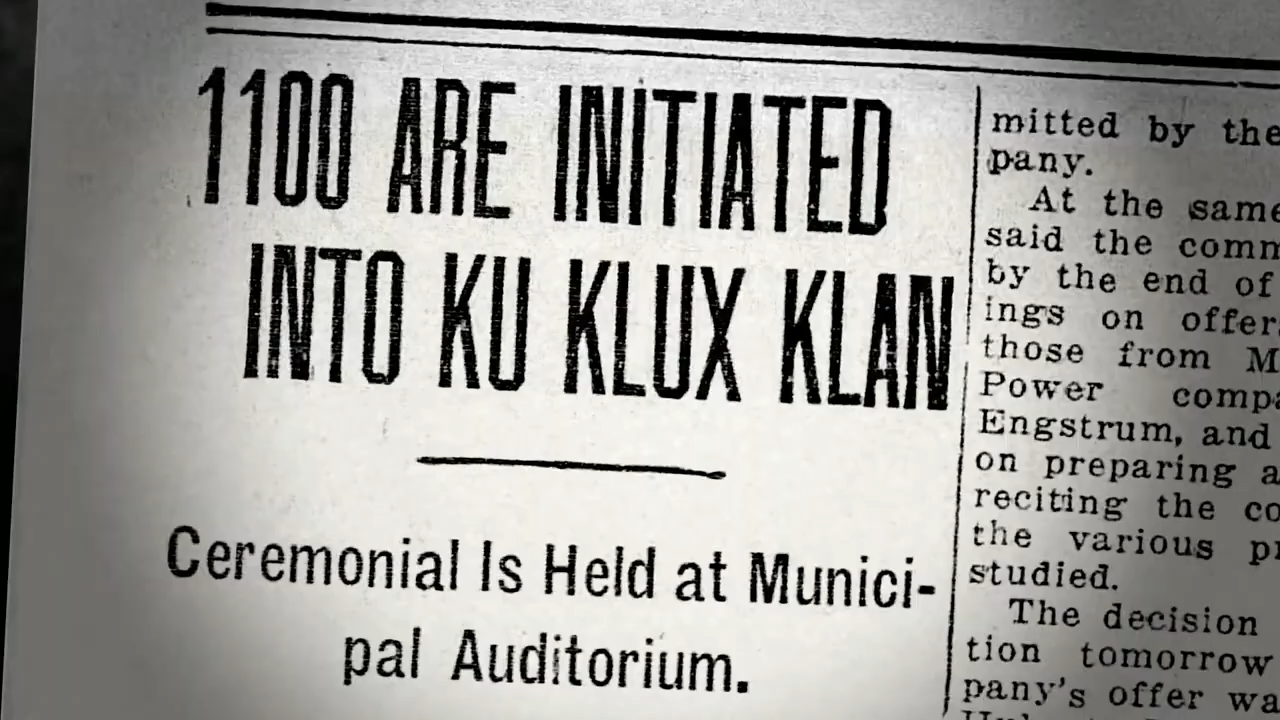 1100 ARE INITIATED
INTO KU KLUX KLAN
Ceremonial Is Held at Munici-
pal Auditorium.
mitted by the
pany.
At the same
said the
by the end of
ings on
those from
Power
Engstrum, and
on preparing
reciting the
the various
studied.
The decision
tion tomorrow
pany's offer